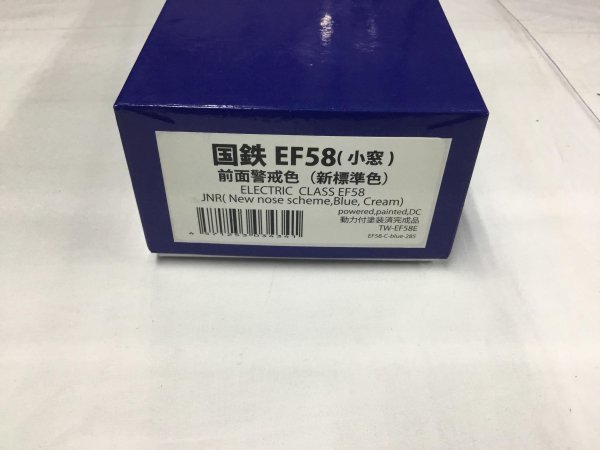 国鉄 EF58(小窓)
前面警戒色（新標準色）
ELECTRIC CLASS EF58
JNR( New nose scheme,Blue, Cream)
powered,painted,DC
動力付塗装済完成品
TW-EF58E
EF58-C-blue-285